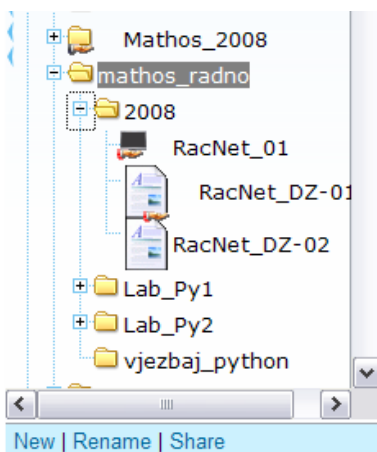 Mathos_2008
mathos_radno
2008
RacNet_01
RacNet_DZ-01
RacNet_DZ-02
Lab_Py1
Lab_Py2
vjezbaj_python
New | Rename | Share